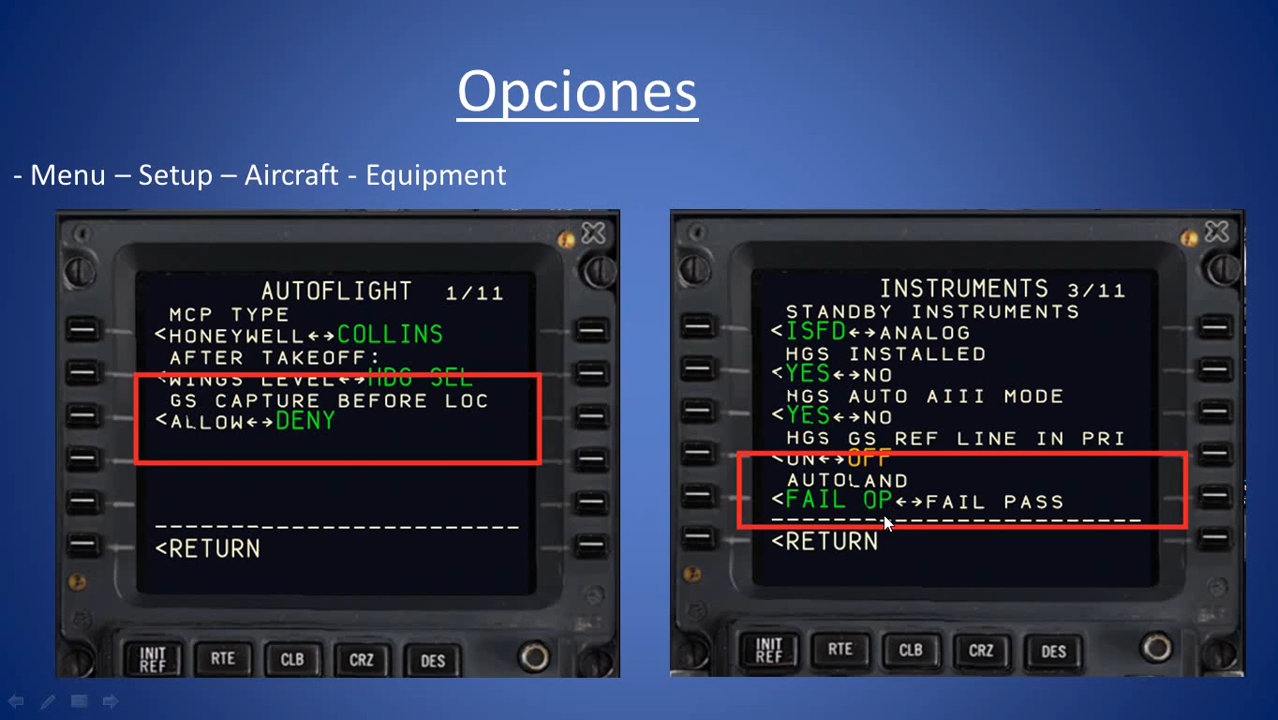 Opciones
- Menu – Setup – Aircraft - Equipment
AUTOFLIGHT 1/11
MCP TYPE
<HONEYWELL←→COLLINS
AFTER TAKEOFF:
<WINGS LEVEL←→HDG SEL
GS CAPTURE BEFORE LOC
<ALLOW←→DENY
------------------------
<RETURN
INIT REF
RTE
CLB
CRZ
DES
INSTRUMENTS 3/11
STANDBY INSTRUMENTS
<ISFD←→ANALOG
HGS INSTALLED
<YES←→NO
HGS AUTO AIII MODE
<YES←→NO
HGS GS REF LINE IN PRI
<ON←→OFF
AUTOLAND
<FAIL OP←→FAIL PASS
------------------------
<RETURN
INIT REF
RTE
CLB
CRZ
DES